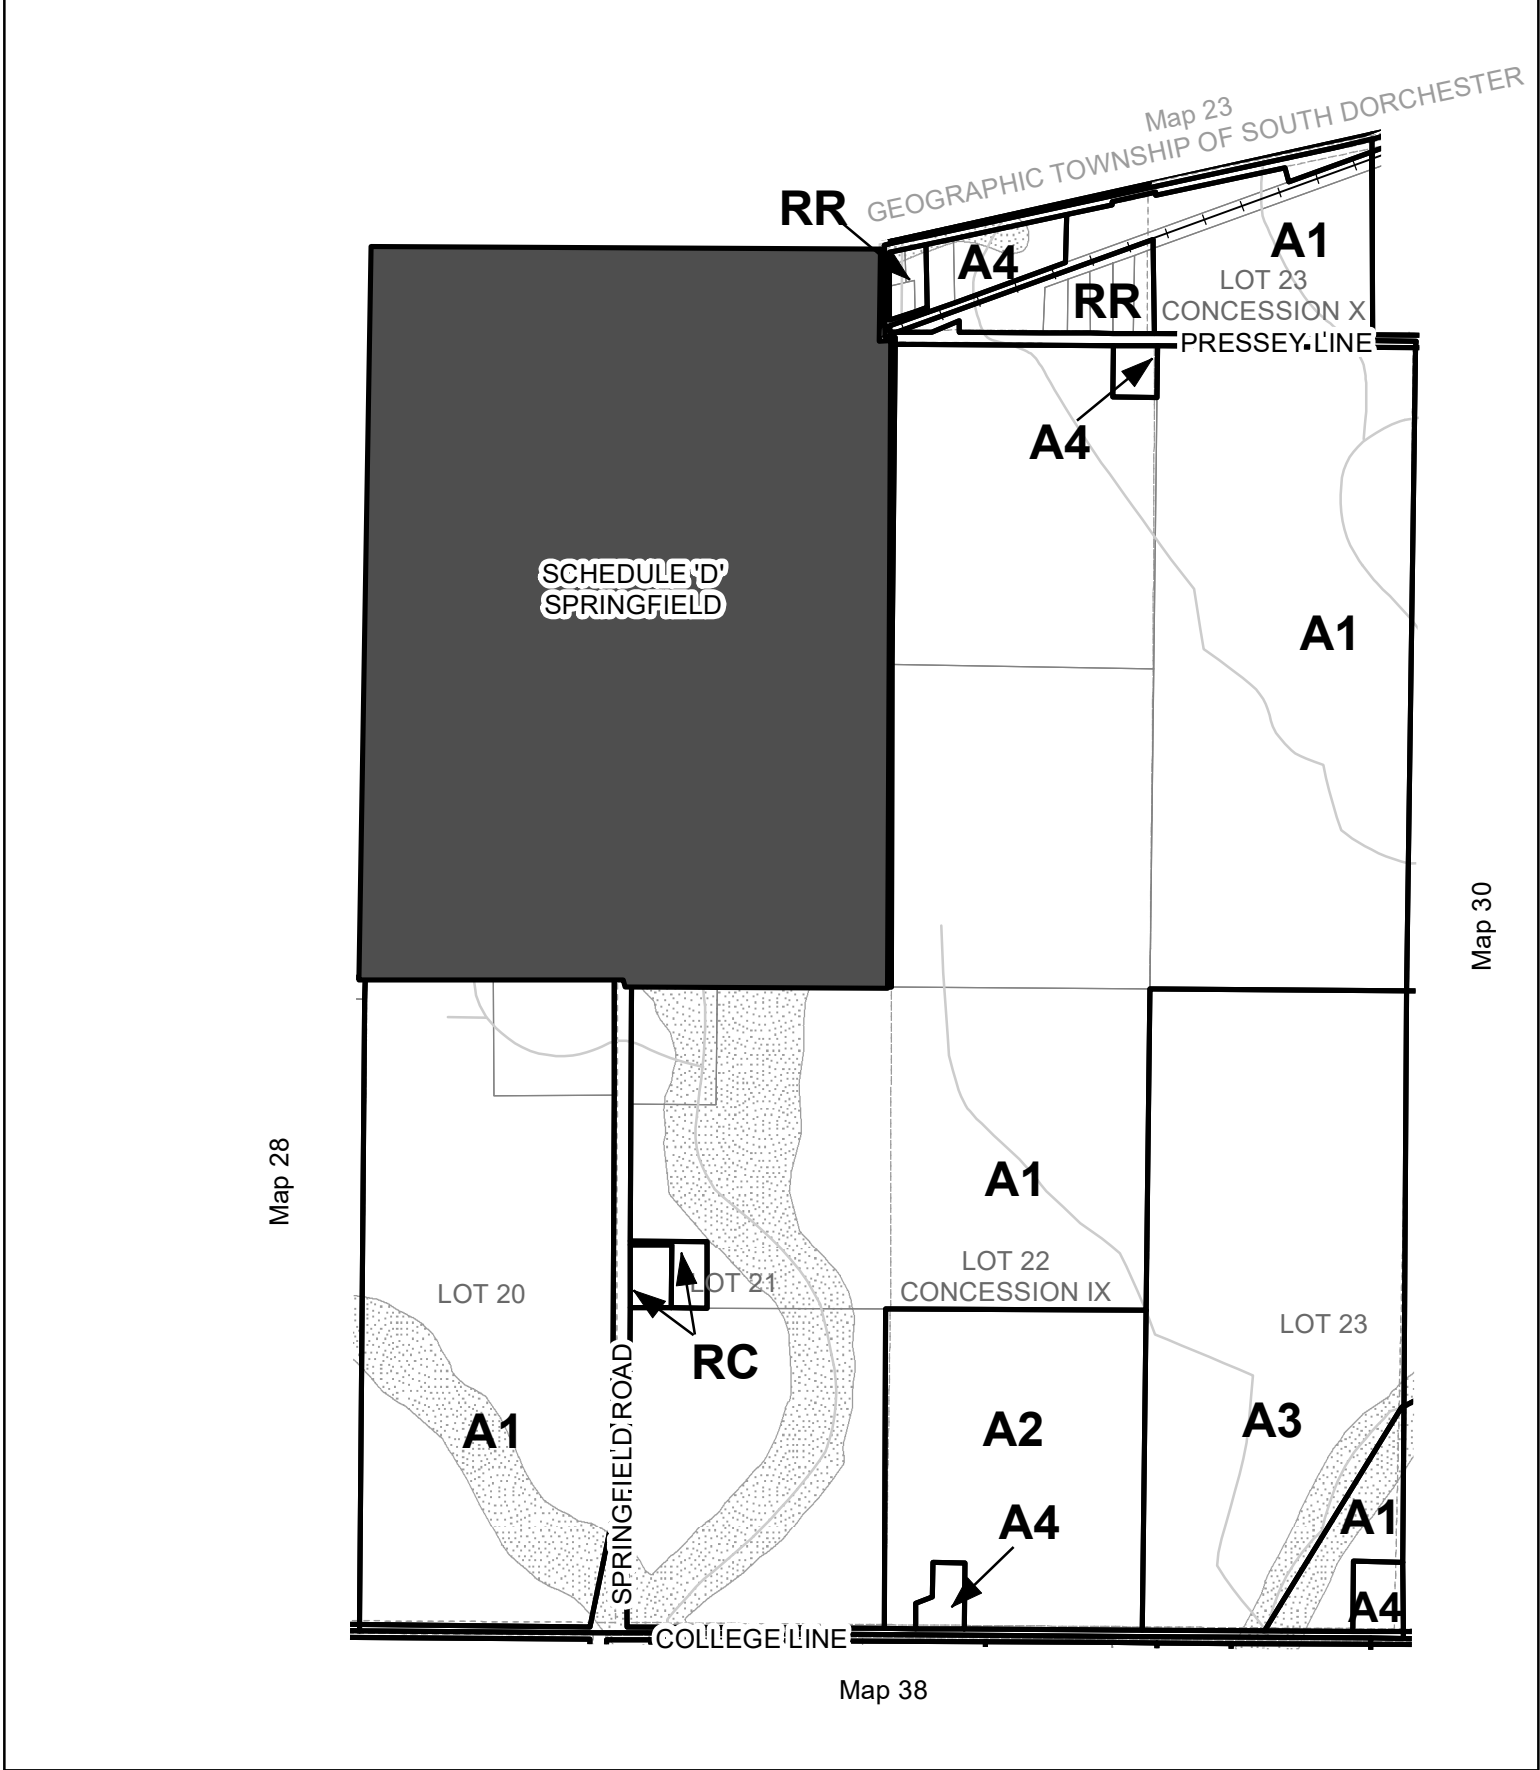 Map 23
GEOGRAPHIC TOWNSHIP OF SOUTH DORCHESTER
RR
A4
A1
LOT 23
CONCESSION X
RR
PRESSEY LINE
A4
SCHEDULE 'D'
SPRINGFIELD
A1
Map 30
Map 28
A1
LOT 22
CONCESSION IX
LOT 20
LOT 21
LOT 23
RC
SPRINGFIELD ROAD
A1
A2
A3
A4
A1
A4
COLLEGE LINE
Map 38